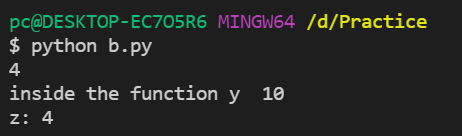 pc@DESKTOP-EC7O5R6 MINGW64 /d/Practice
$ python b.py
4
inside the function y  10
z: 4